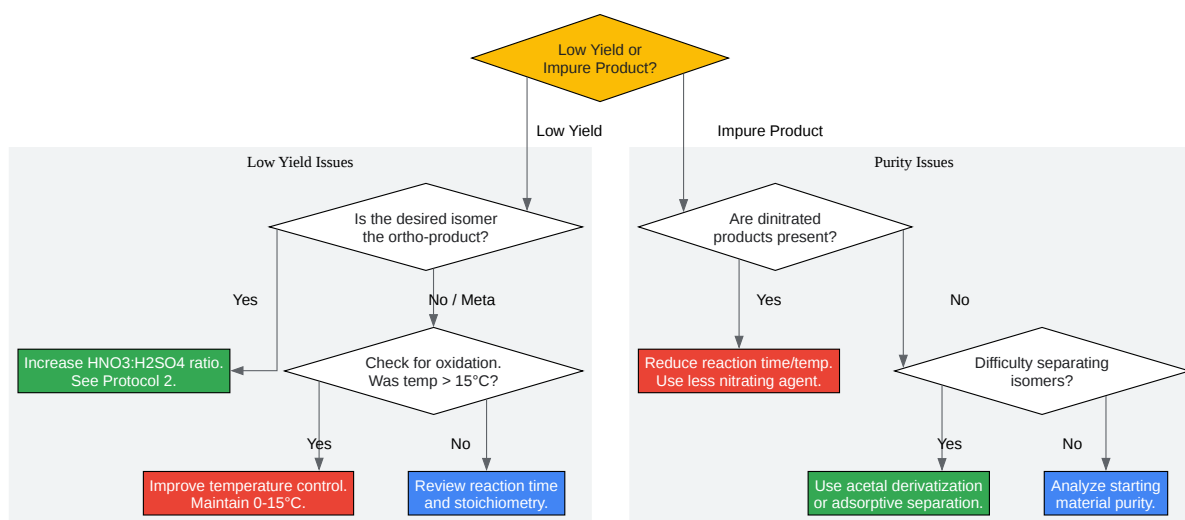 Low Yield or
Impure Product?
Low Yield
Impure Product
Low Yield Issues
Purity Issues
Is the desired isomer
the ortho-product?
Are dinitrated
products present?
Yes
No / Meta
Yes
No
Increase HNO3:H2SO4 ratio.
See Protocol 2.
Check for oxidation.
Was temp > 15°C?
Reduce reaction time/temp.
Use less nitrating agent.
Difficulty separating
isomers?
Yes
No
Yes
No
Improve temperature control.
Maintain 0-15°C.
Review reaction time
and stoichiometry.
Use acetal derivatization
or adsorptive separation.
Analyze starting
material purity.